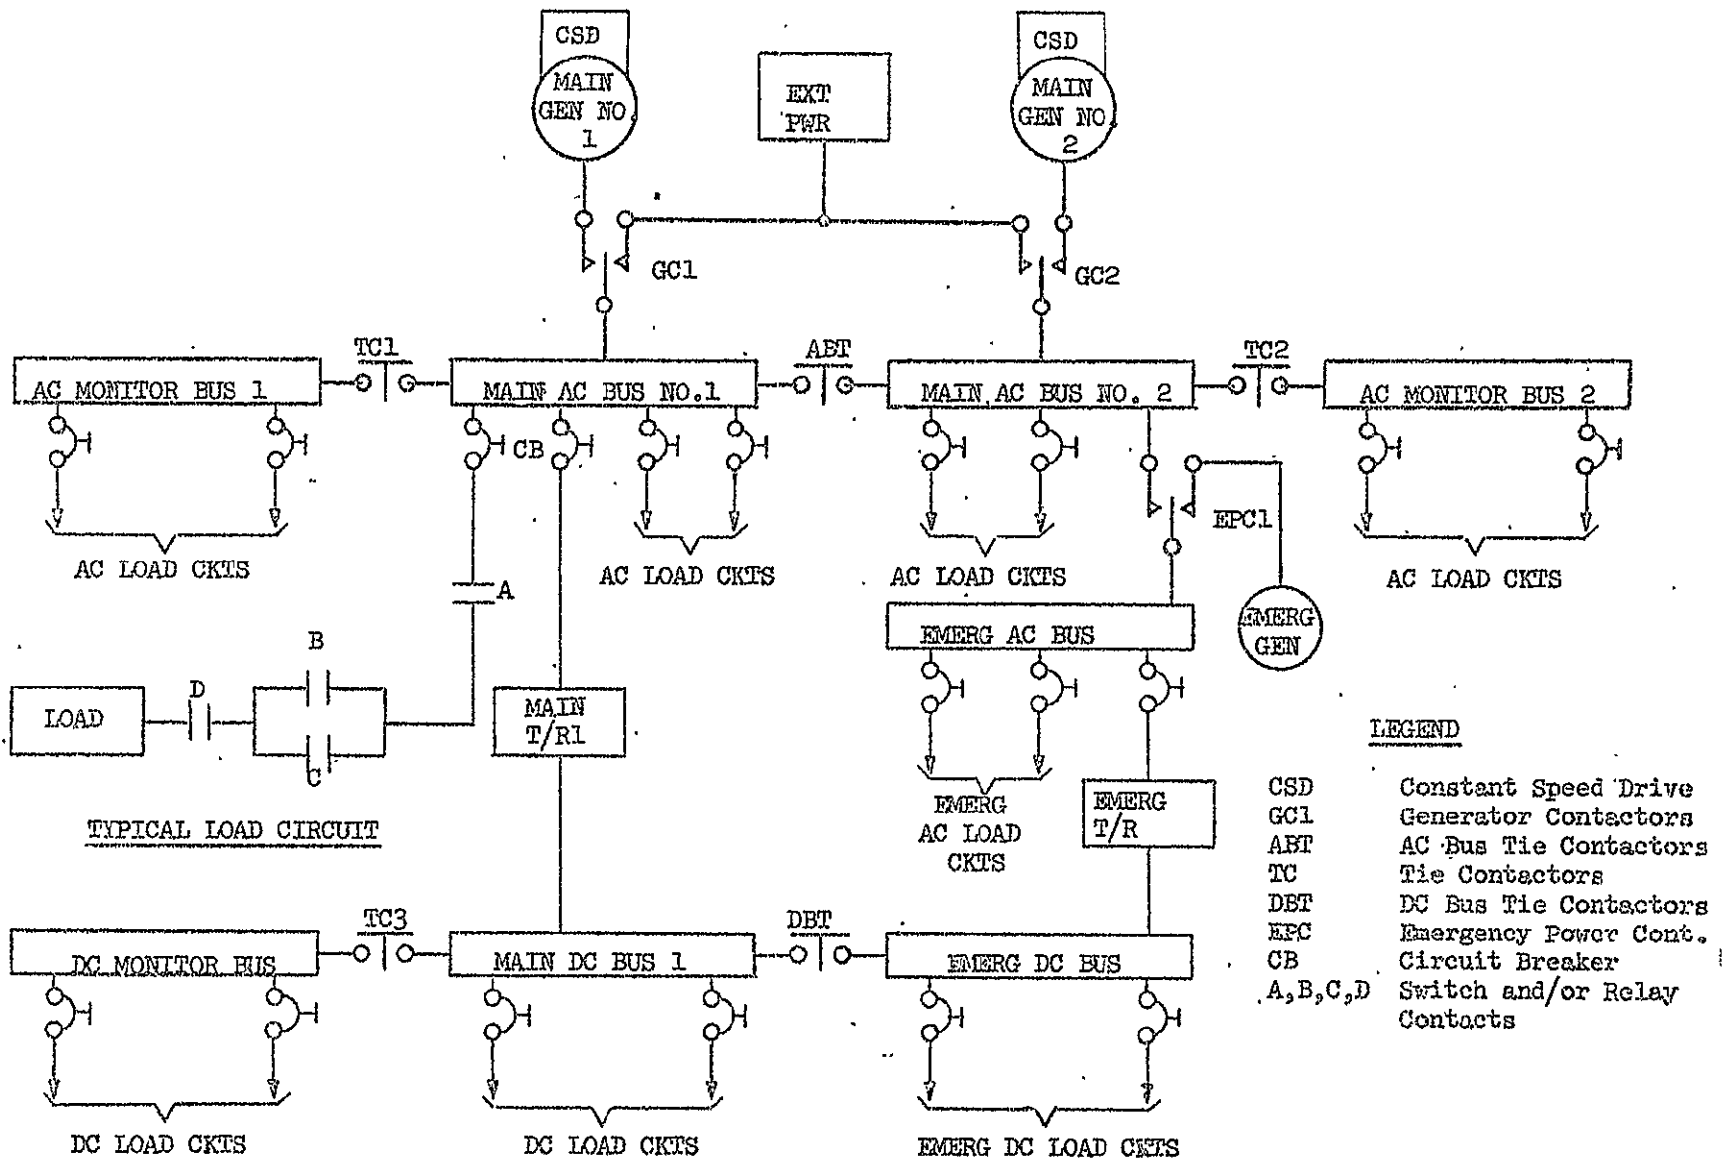 CSD
MAIN
GEN NO.
1
EXT
PWR
CSD
MAIN
GEN NO.
2
GC1
GC2
TC1
ABT
TC2
AC MONITOR BUS 1
MAIN AC BUS NO.1
MAIN AC BUS NO. 2
AC MONITOR BUS 2
CB
EPC1
AC LOAD CKTS
AC LOAD CKTS
AC LOAD CKTS
AC LOAD CKTS
A
EMERG AC BUS
EMERG
GEN
B
D
C
LOAD
MAIN
T/R1
TYPICAL LOAD CIRCUIT
EMERG
AC LOAD
CKTS
EMERG
T/R
LEGEND
CSD Constant Speed Drive
GC1 Generator Contactors
ABT AC Bus Tie Contactors
TC Tie Contactors
DBT DC Bus Tie Contactors
EPC Emergency Power Cont.
CB Circuit Breaker
A,B,C,D Switch and/or Relay
Contacts
TC3
DBT
DC MONITOR BUS
MAIN DC BUS 1
EMERG DC BUS
DC LOAD CKTS
DC LOAD CKTS
EMERG DC LOAD CKTS